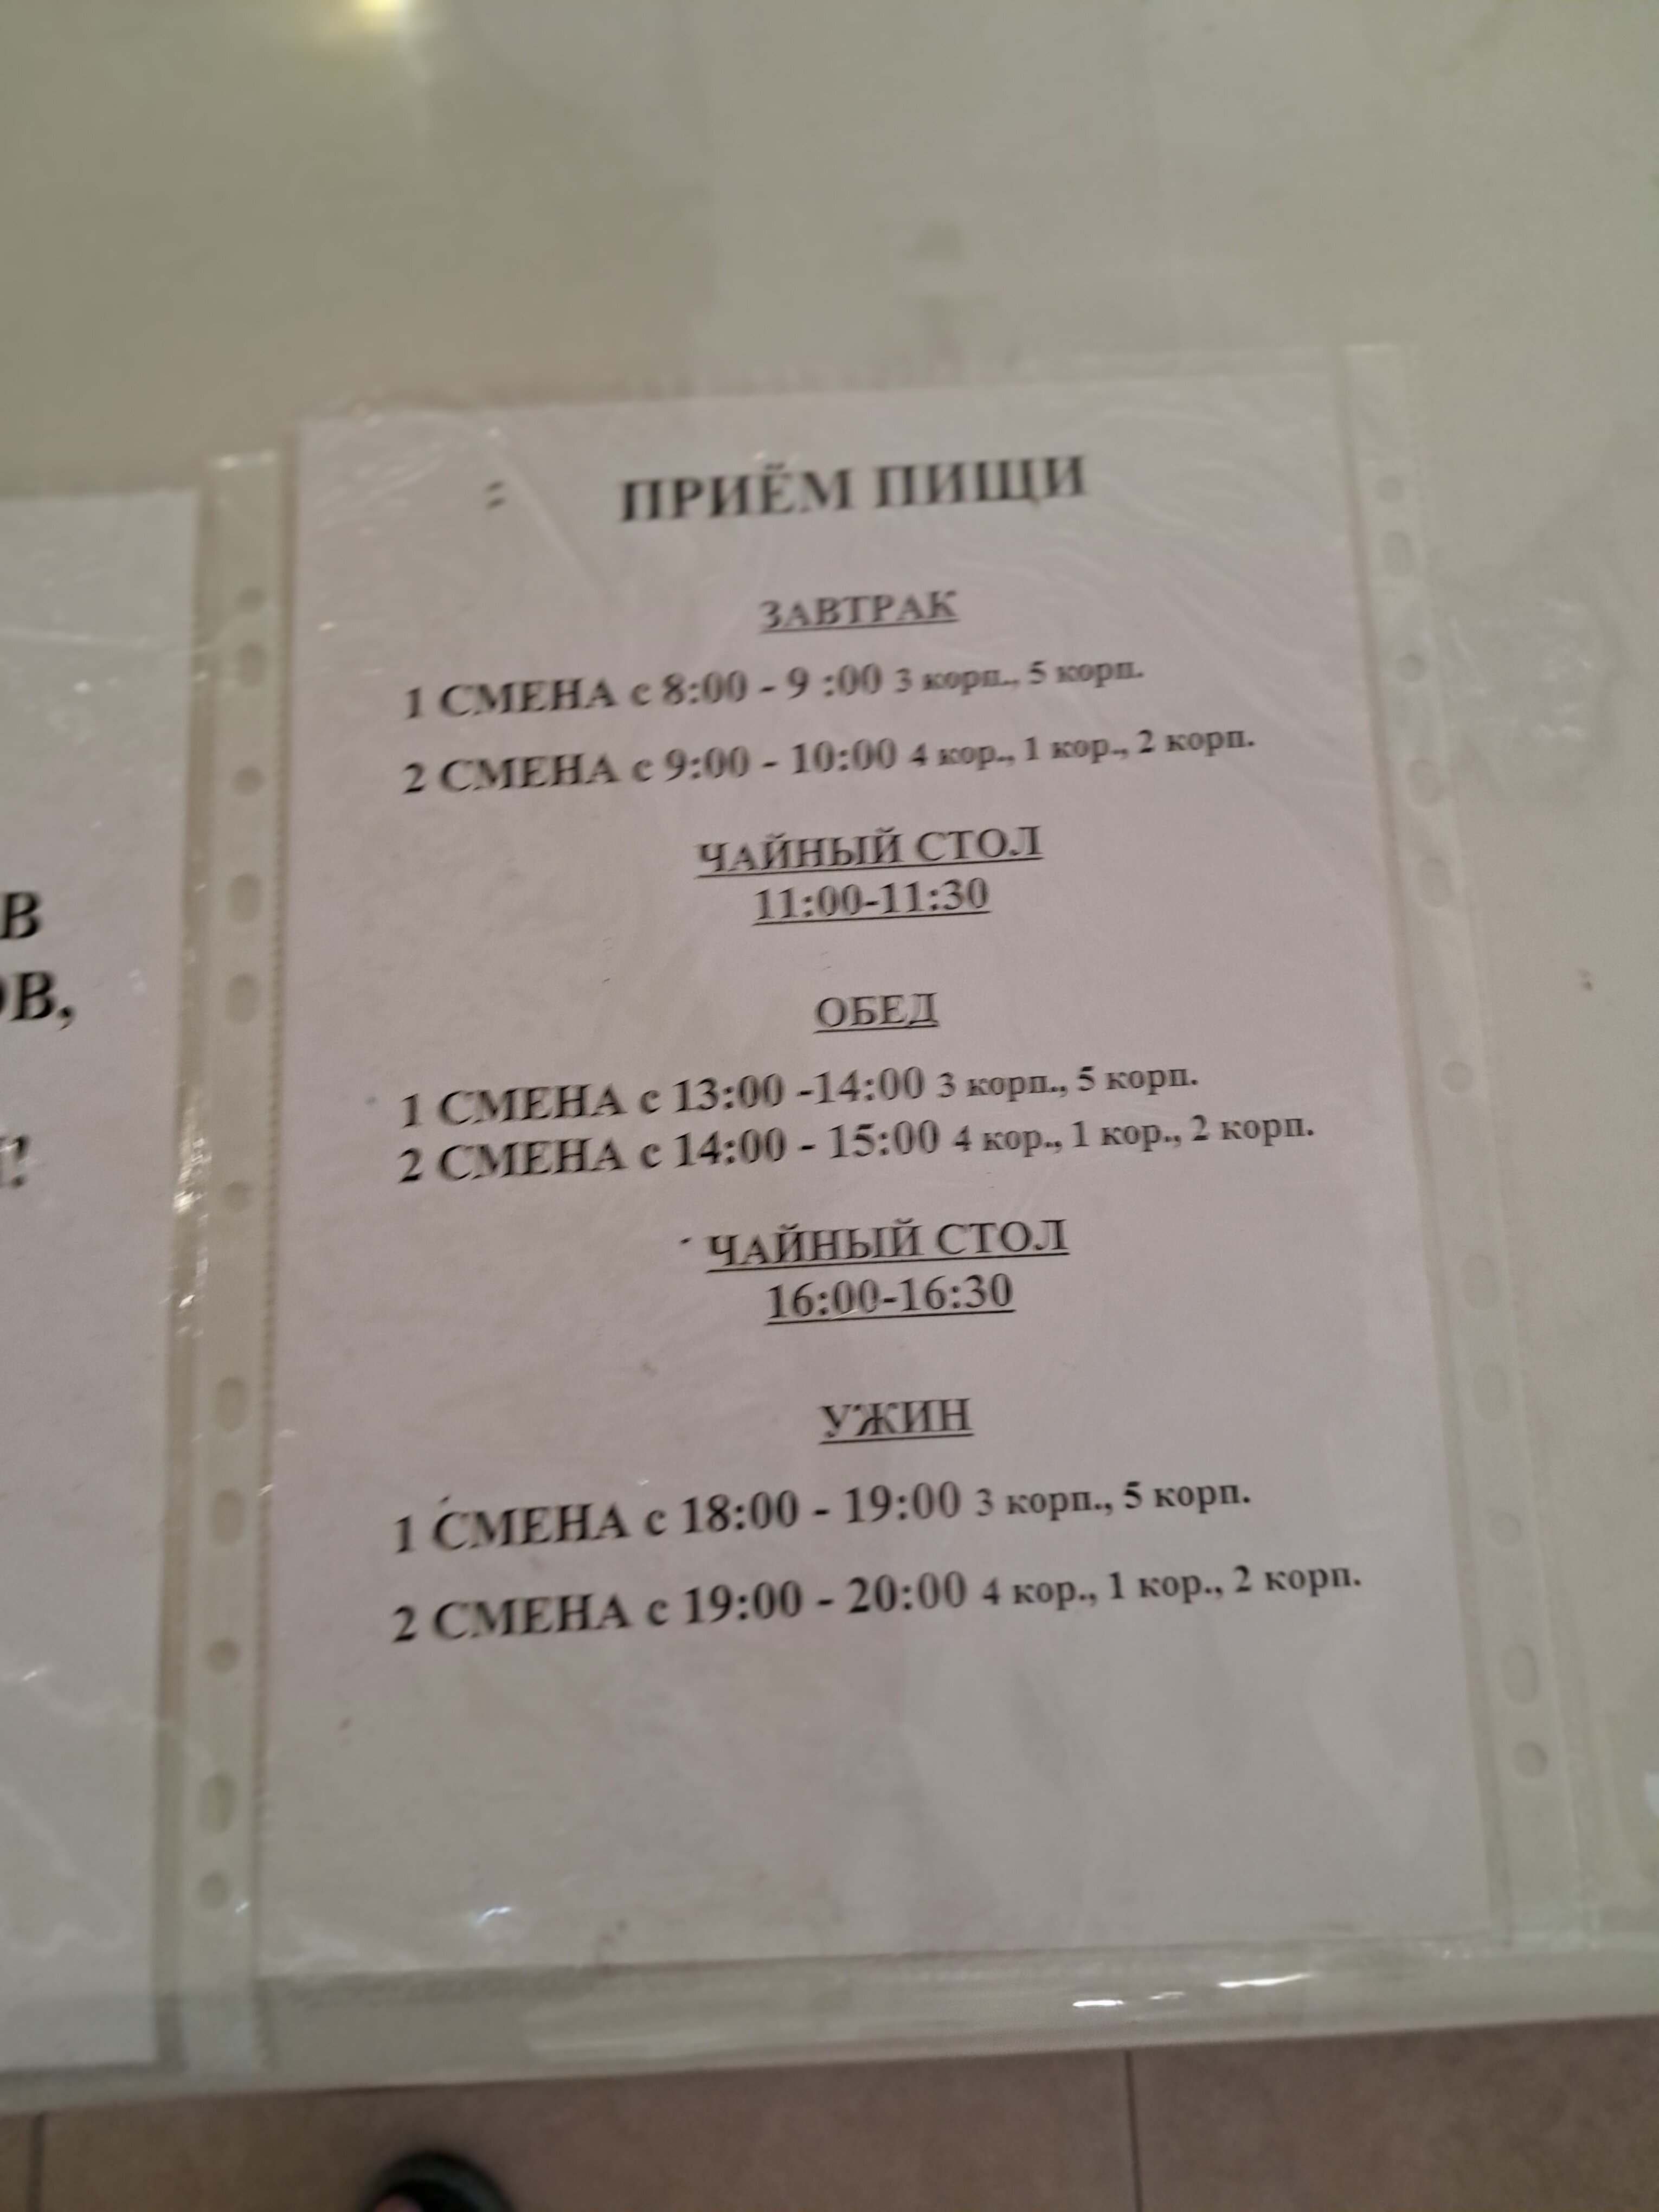 В
ОВ,
!
ПРИЁМ ПИЩИ
ЗАВТРАК
1 СМЕНА с 8:00 - 9 :00 3 корп., 5 корп.
2 СМЕНА с 9:00 - 10:00 4 кор., 1 кор., 2 корп.
ЧАЙНЫЙ СТОЛ
11:00-11:30
ОБЕД
1 СМЕНА с 13:00 -14:00 3 корп., 5 корп.
2 СМЕНА с 14:00 - 15:00 4 кор., 1 кор., 2 корп.
ЧАЙНЫЙ СТОЛ
16:00-16:30
УЖИН
1 СМЕНА с 18:00 - 19:00 3 корп., 5 корп.
2 СМЕНА с 19:00 - 20:00 4 кор., 1 кор., 2 корп.